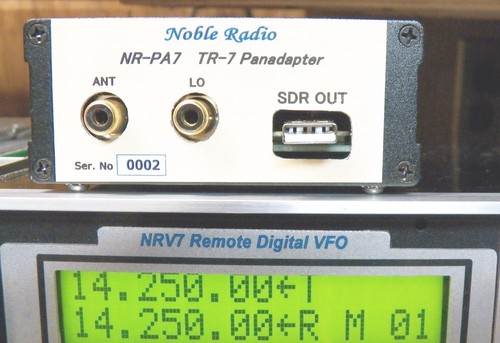 Noble Radio
NR-PA7 TR-7 Panadapter
ANT LO SDR OUT
Ser. No 0002
NRV7 Remote Digital VFO
14.250.00←T
14.250.00←R M 01